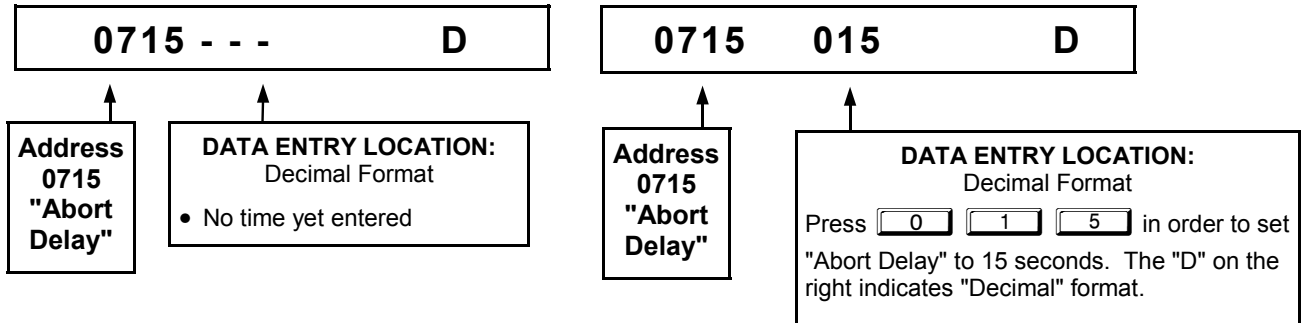 0715 - - - D
Address
0715
"Abort
Delay"
DATA ENTRY LOCATION:
Decimal Format
• No time yet entered
0715 015 D
Address
0715
"Abort
Delay"
DATA ENTRY LOCATION:
Decimal Format
Press 0 1 5 in order to set
"Abort Delay" to 15 seconds. The "D" on the
right indicates "Decimal" format.